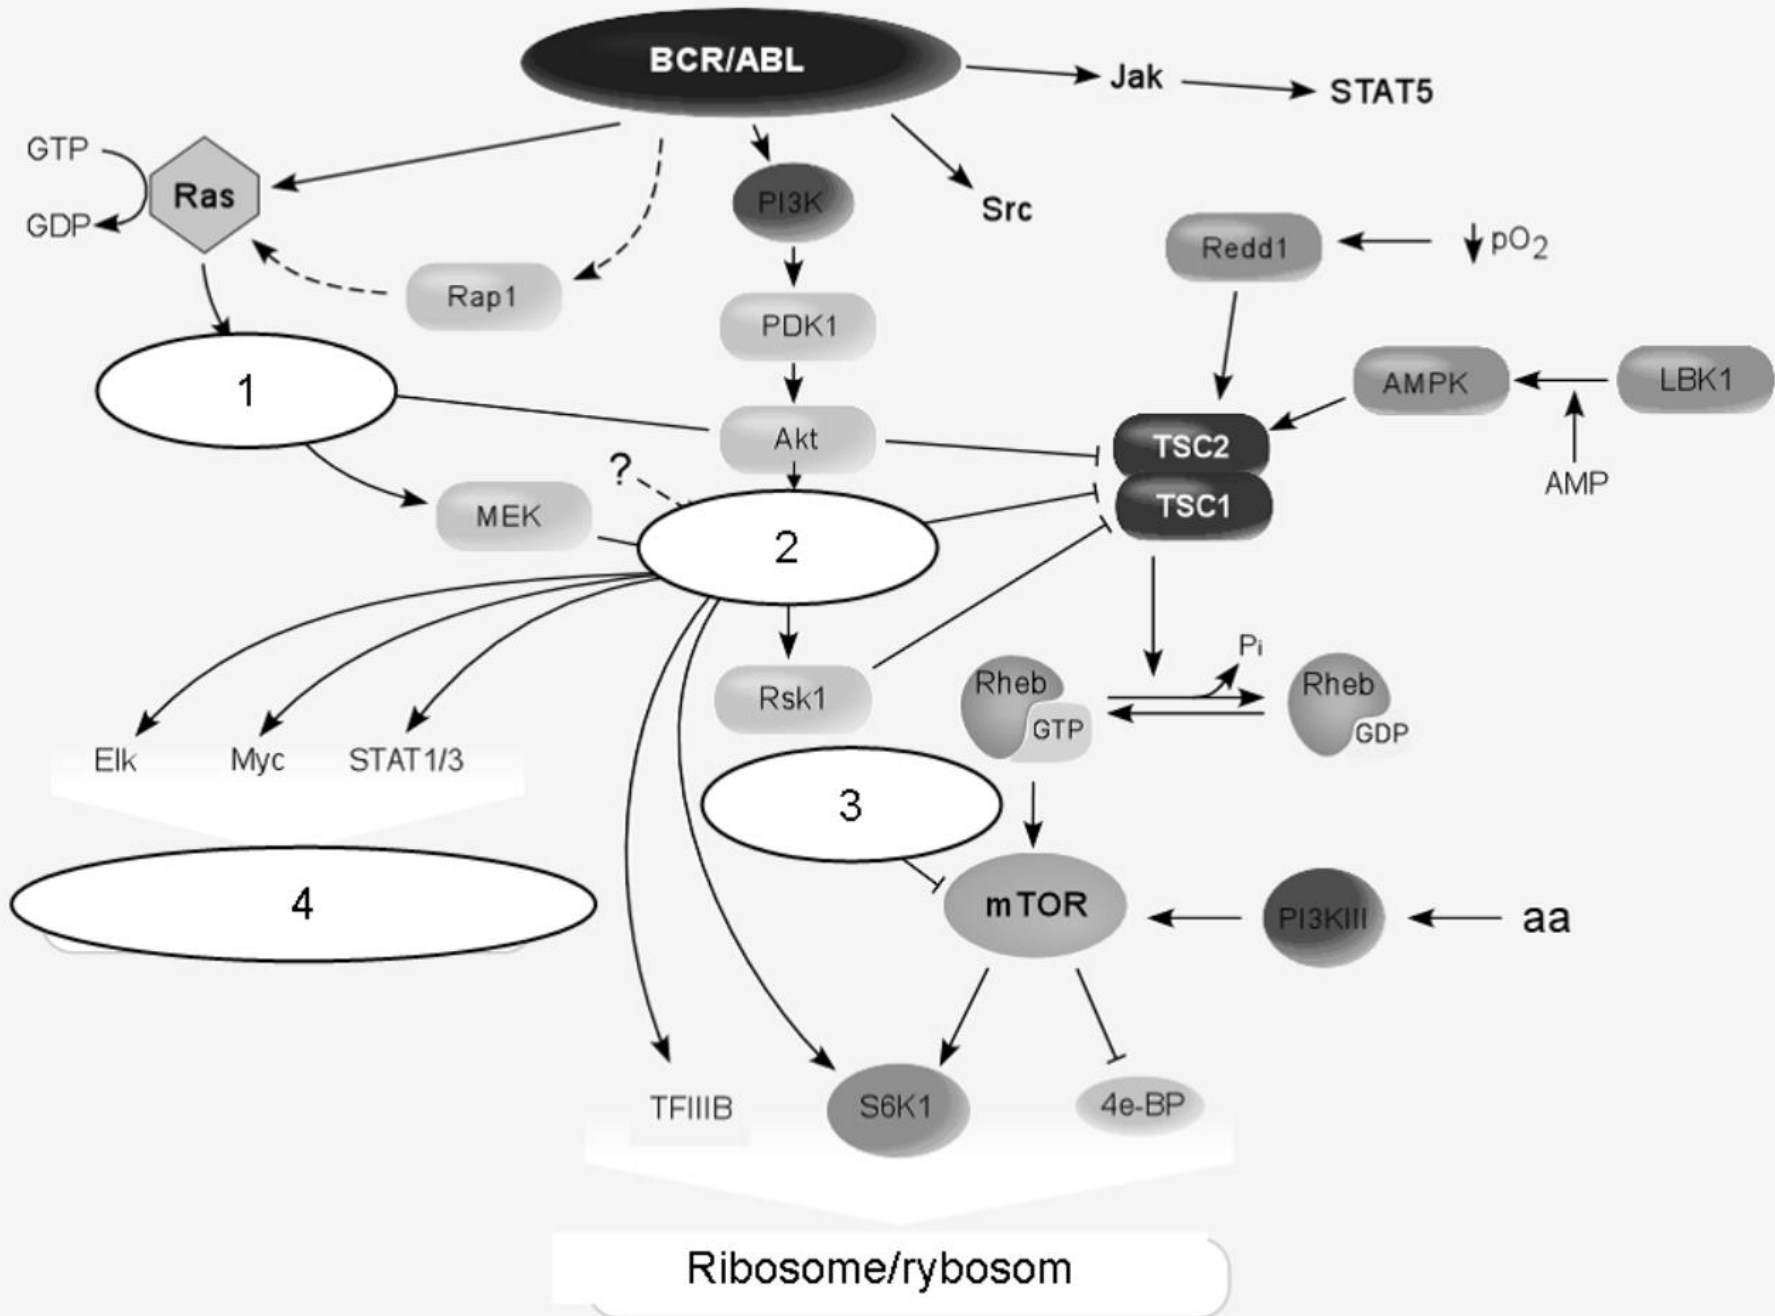 BCR/ABL
Jak
STAT5
GTP
Ras
GDP
PI3K
Src
Redd1
pO2
Rap1
PDK1
AMPK
LBK1
1
Akt
TSC2
?
AMP
MEK
TSC1
2
Pi
Rheb
Rheb
Rsk1
GTP
GDP
Elk
Myc
STAT1/3
3
4
mTOR
PI3KIII
aa
TFIIIB
S6K1
4e-BP
Ribosome/rybosom